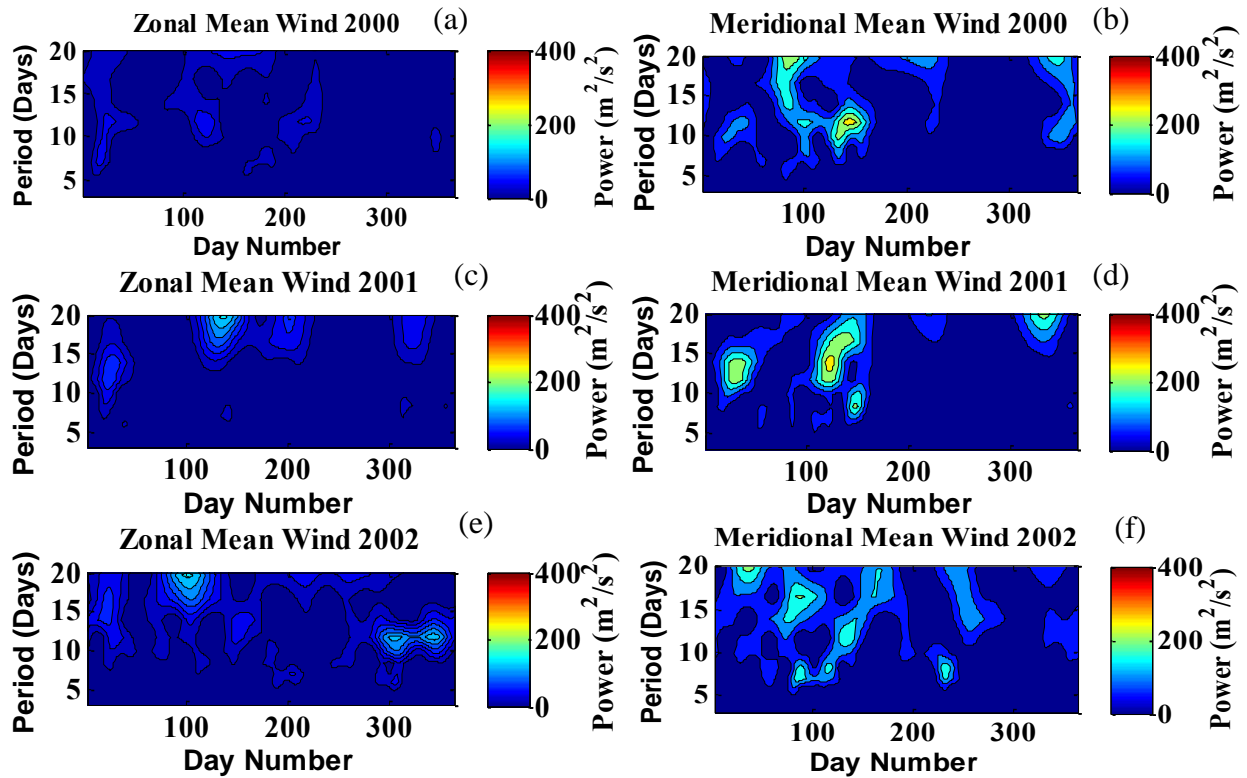 Zonal Mean Wind 2000 (a)
20
15
10
5
100 200 300
Period (Days)
Day Number
400
200
0
Power (m²/s²)
Meridional Mean Wind 2000 (b)
20
15
10
5
100 200 300
Period (Days)
Day Number
400
200
0
Power (m²/s²)
Zonal Mean Wind 2001 (c)
20
15
10
5
100 200 300
Period (Days)
Day Number
400
200
0
Power (m²/s²)
Meridional Mean Wind 2001 (d)
20
15
10
5
100 200 300
Period (Days)
Day Number
400
200
0
Power (m²/s²)
Zonal Mean Wind 2002 (e)
20
15
10
5
100 200 300
Period (Days)
Day Number
400
200
0
Power (m²/s²)
Meridional Mean Wind 2002 (f)
20
15
10
5
100 200 300
Period (Days)
Day Number
400
200
0
Power (m²/s²)